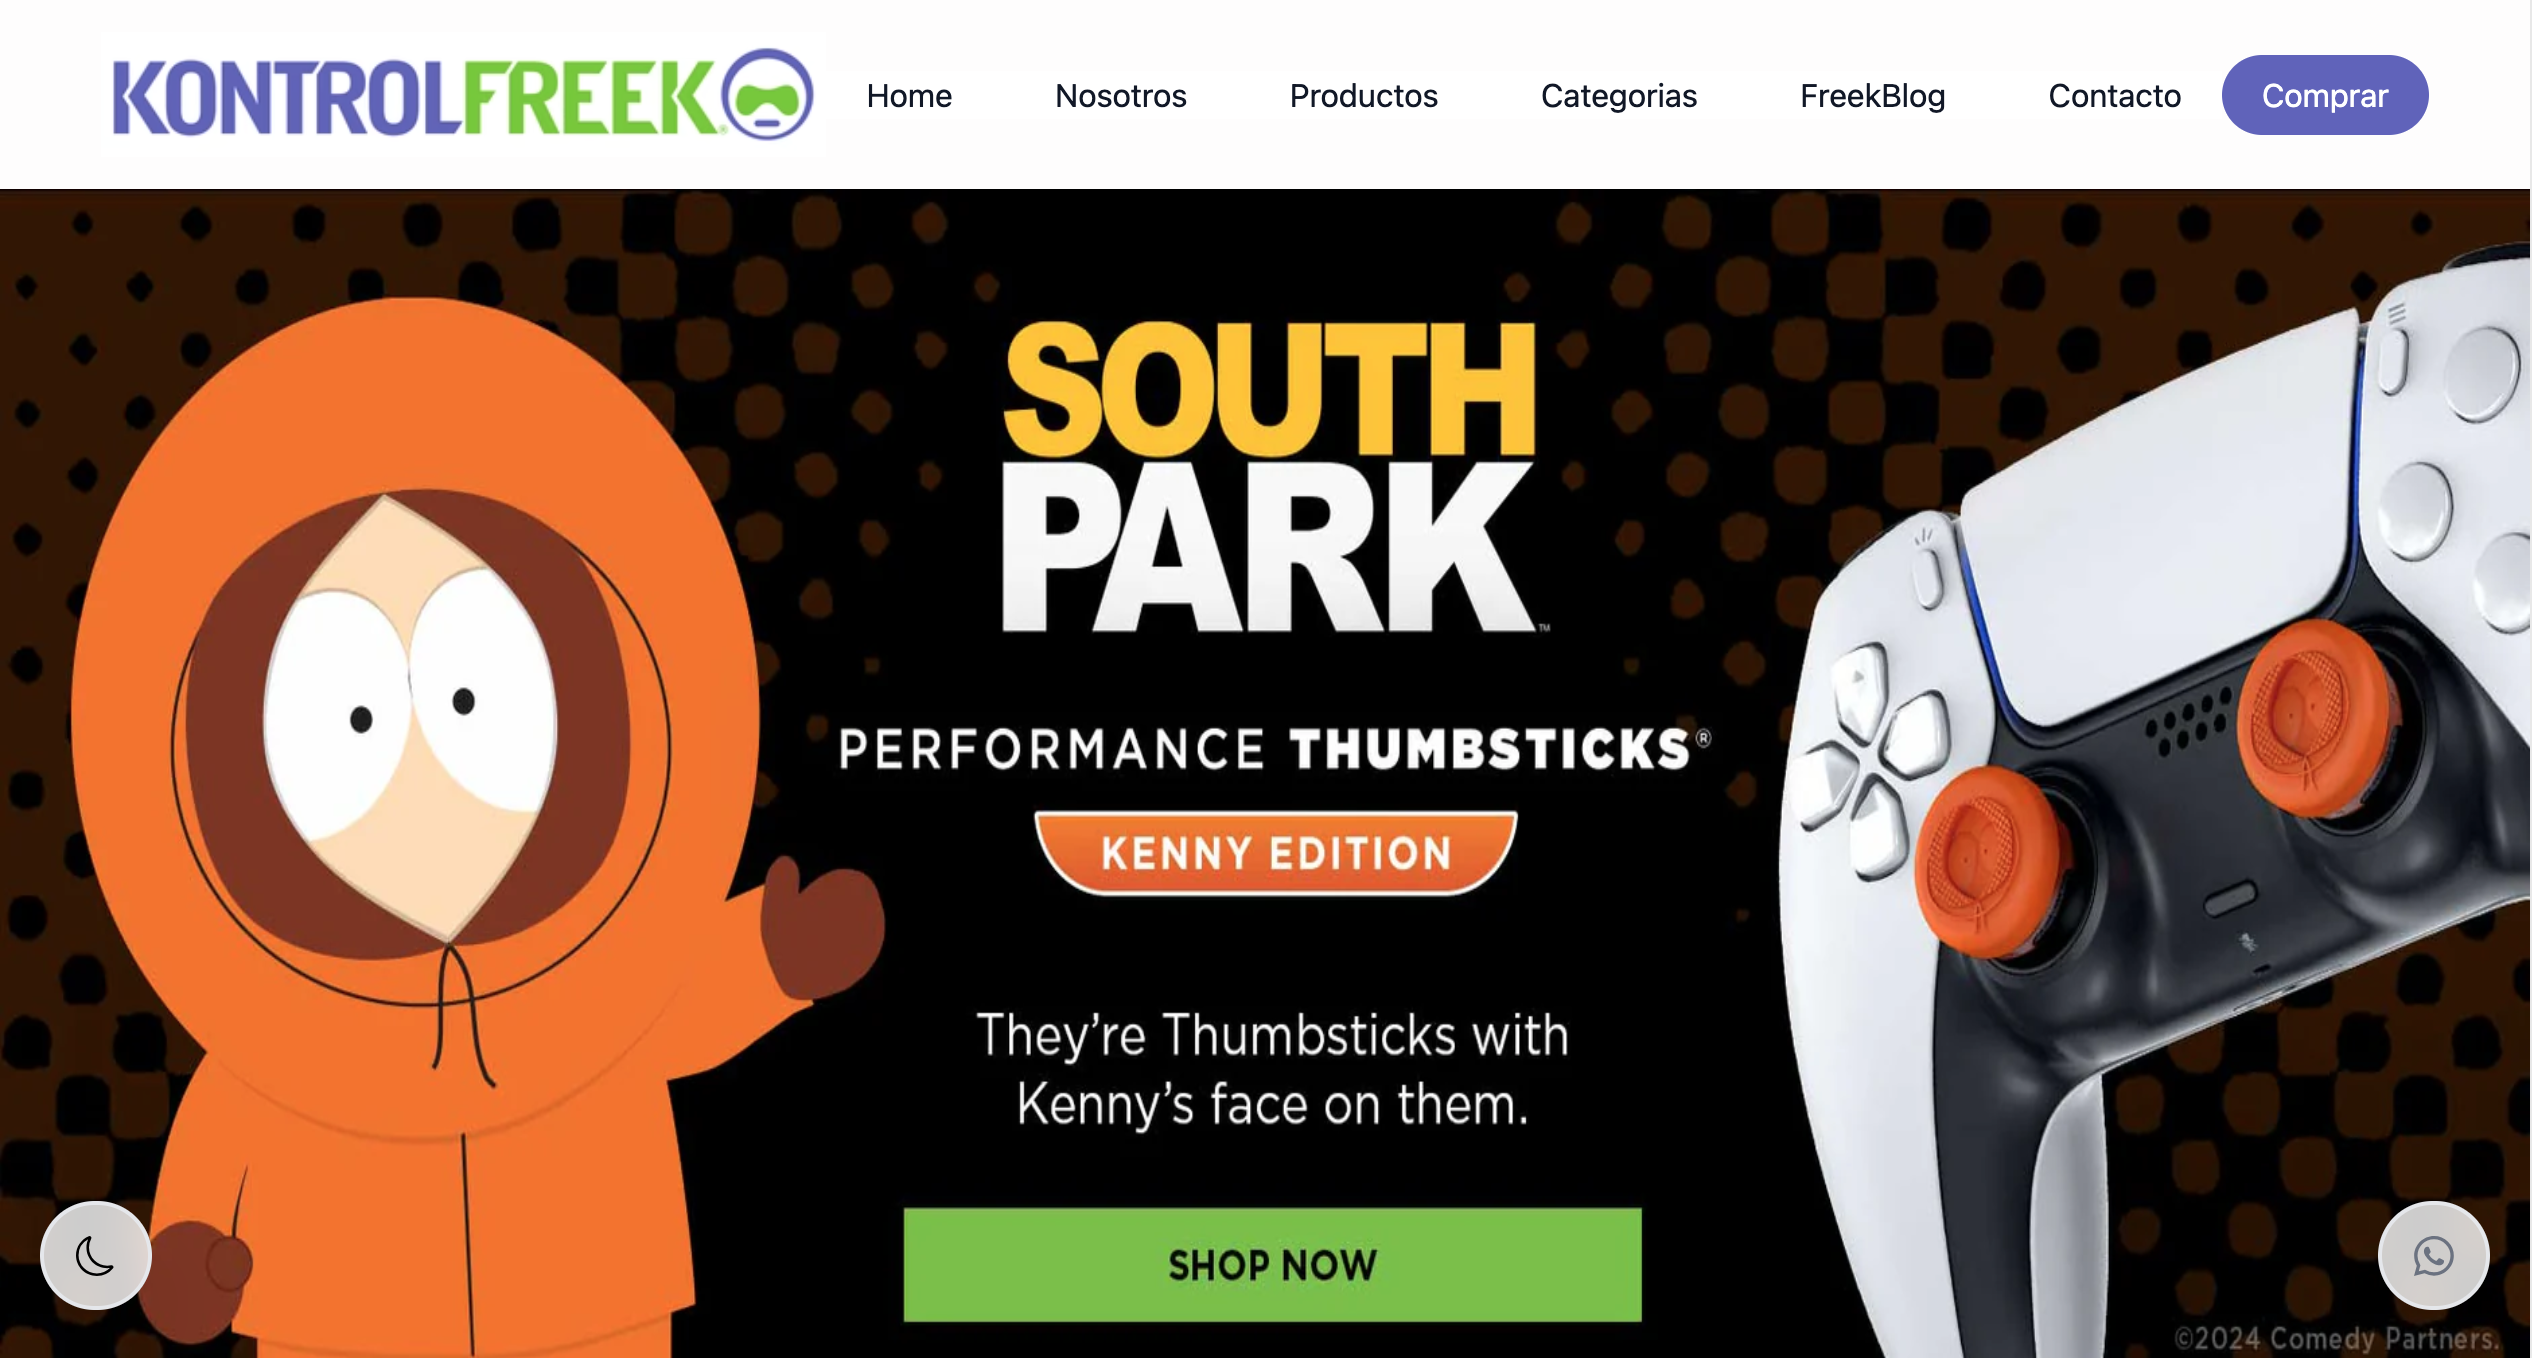 KONTROLFREEK®
Home Nosotros Productos Categorias FreekBlog Contacto Comprar
SOUTH
PARK™
PERFORMANCE THUMBSTICKS®
KENNY EDITION
They’re Thumbsticks with
Kenny’s face on them.
SHOP NOW
©2024 Comedy Partners.